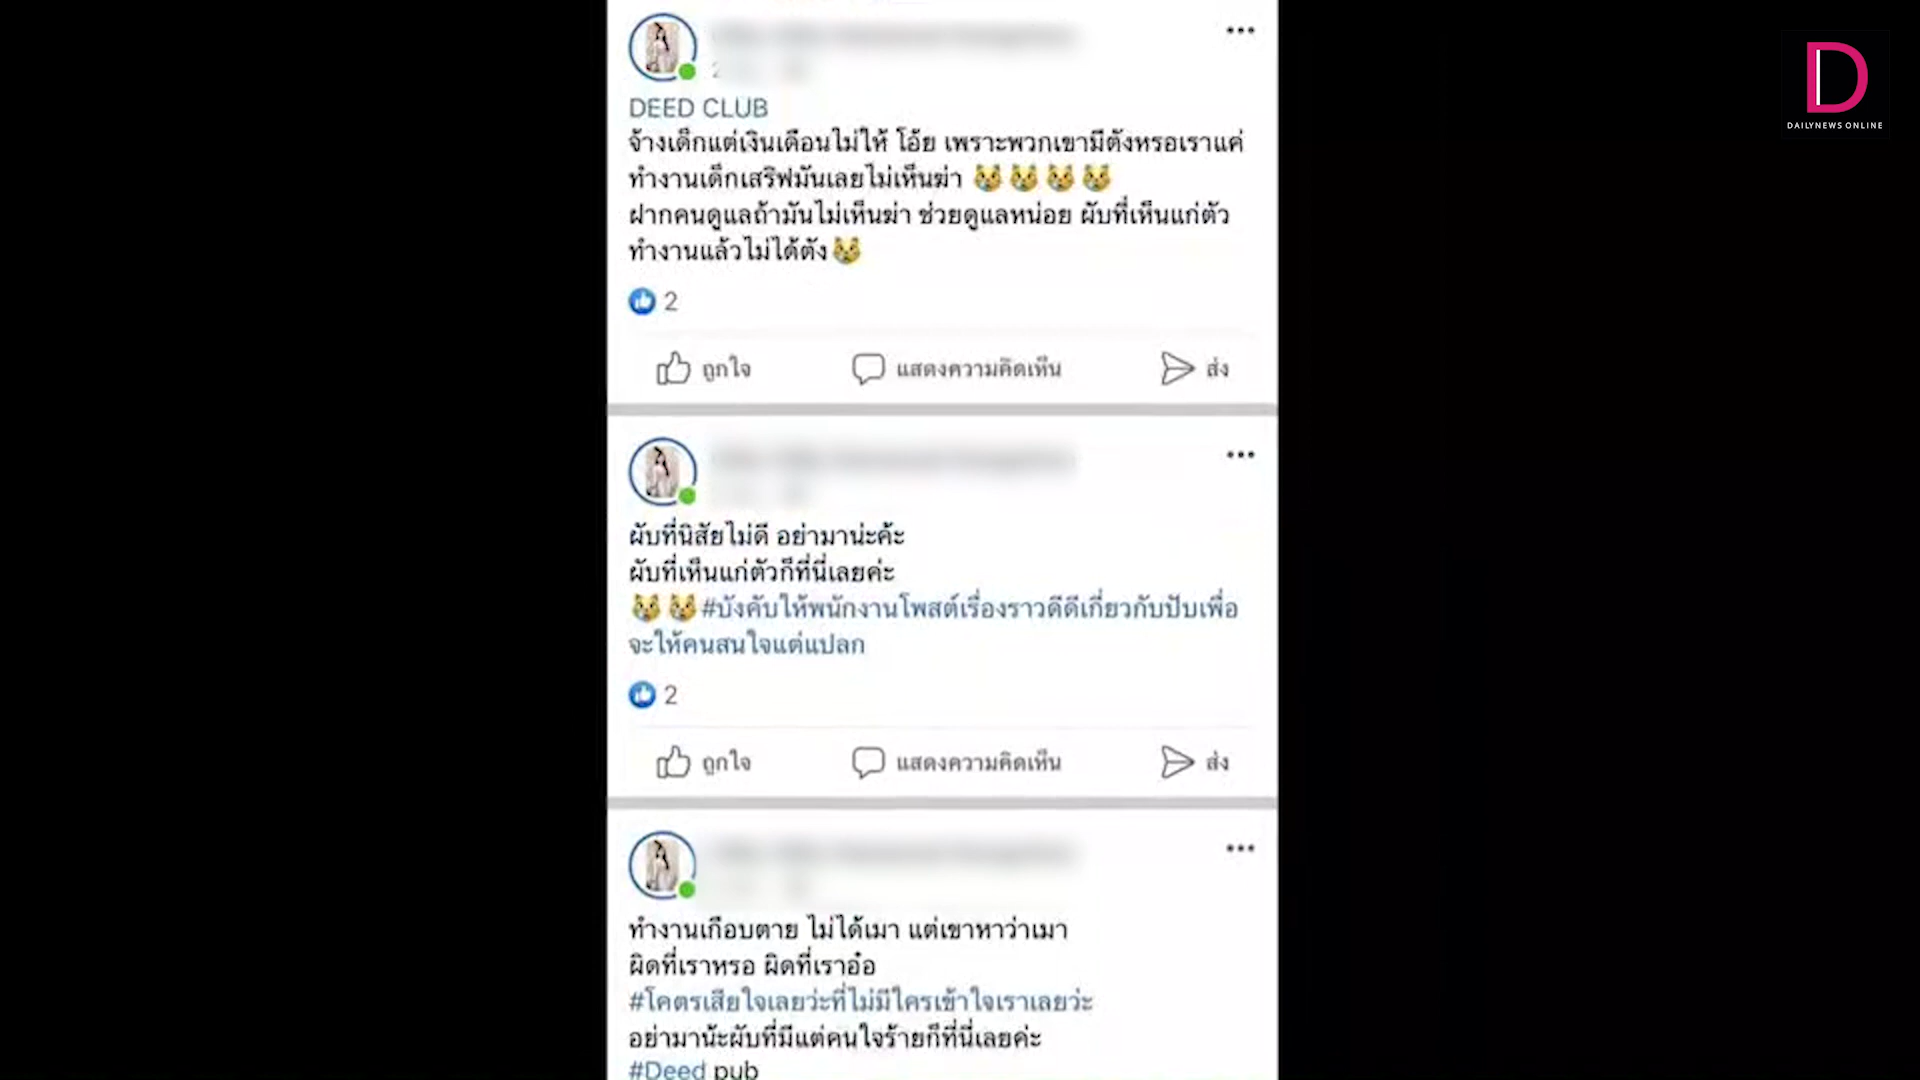 DEED CLUB
จ้างเด็กแต่เงินเดือนไม่ให้ โอ้ย เพราะพวกเขามีตังหรอเราแค่
ทำงานเด็กเสริฟมันเลยไม่เห็นฆ่า 😿😿😿😿
ฝากคนดูแลถ้ามันไม่เห็นฆ่า ช่วยดูแลหน่อย ผับที่เห็นแก่ตัว
ทำงานแล้วไม่ได้ตัง😿
2
ถูกใจ แสดงความคิดเห็น ส่ง
ผับที่นิสัยไม่ดี อย่ามาน่ะค้ะ
ผับที่เห็นแก่ตัวก็ที่นี่เลยค่ะ
😿😿#บังคับให้พนักงานโพสต์เรื่องราวดีดีเกี่ยวกับปับเพื่อ
จะให้คนสนใจแต่แปลก
2
ถูกใจ แสดงความคิดเห็น ส่ง
ทำงานเกือบตาย ไม่ได้เมา แต่เขาหาว่าเมา
ผิดที่เราหรอ ผิดที่เราอ๋อ
#โคตรเสียใจเลยว่ะที่ไม่มีใครเข้าใจเราเลยว่ะ
อย่ามาน้ะผับที่มีแต่คนใจร้ายก็ที่นี่เลยค่ะ
#Deed pub
D
DAILYNEWS ONLINE